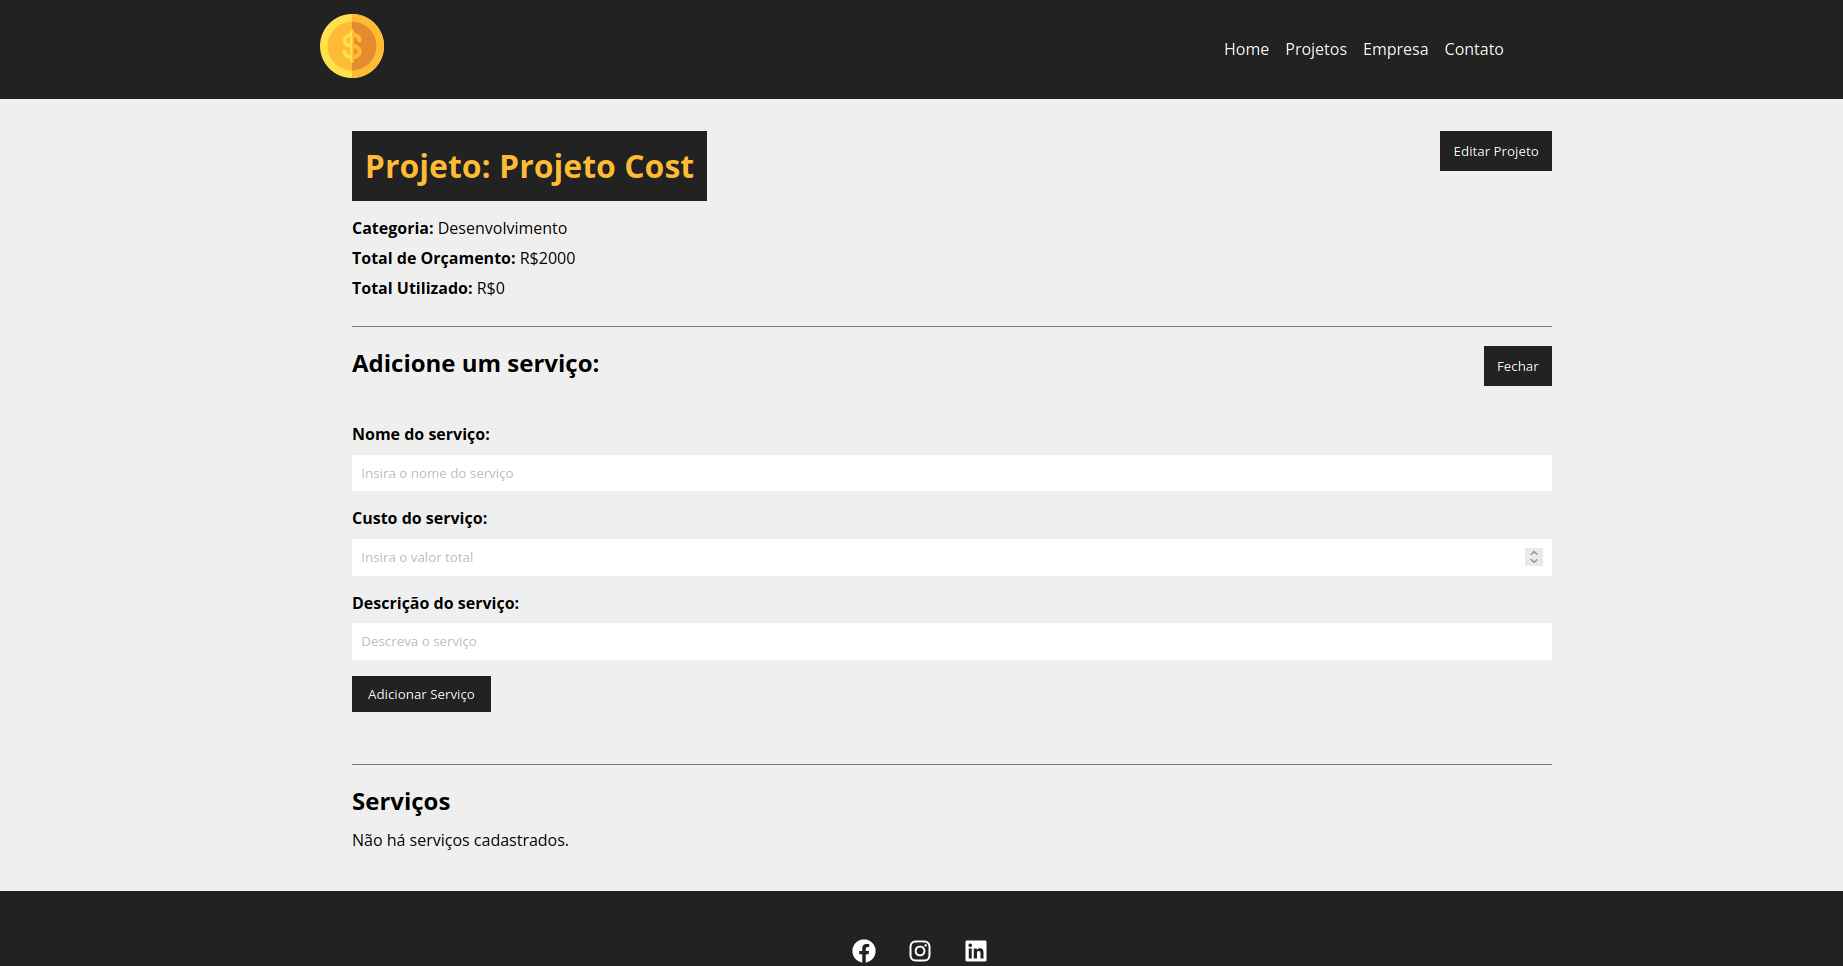 $
Home Projetos Empresa Contato
Projeto: Projeto Cost
Editar Projeto
Categoria: Desenvolvimento
Total de Orçamento: R$2000
Total Utilizado: R$0
Adicione um serviço:
Fechar
Nome do serviço:
Insira o nome do serviço
Custo do serviço:
Insira o valor total
Descrição do serviço:
Descreva o serviço
Adicionar Serviço
Serviços
Não há serviços cadastrados.